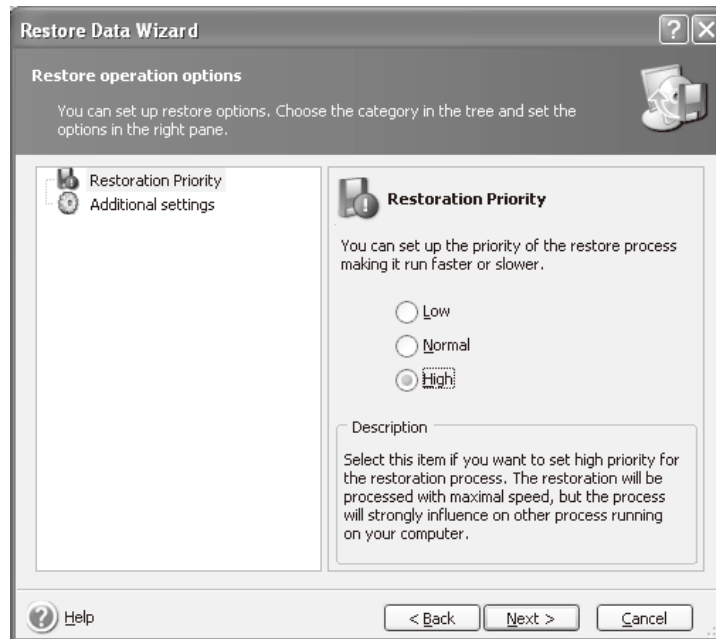 Restore Data Wizard
Restore operation options
You can set up restore options. Choose the category in the tree and set the
options in the right pane.
Restoration Priority
Additional settings
Restoration Priority
You can set up the priority of the restore process
making it run faster or slower.
Low
Normal
High
Description
Select this item if you want to set high priority for
the restoration process. The restoration will be
processed with maximal speed, but the process
will strongly influence on other process running
on your computer.
Help
< Back
Next >
Cancel